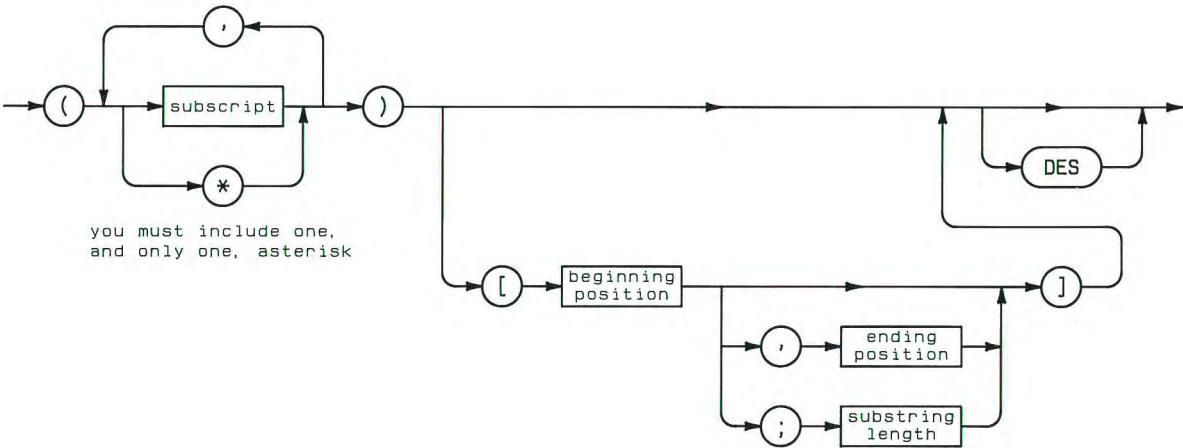 ,
( subscript ) DES
*
you must include one,
and only one, asterisk
[ beginning
position ]
, ending
position
; substring
length